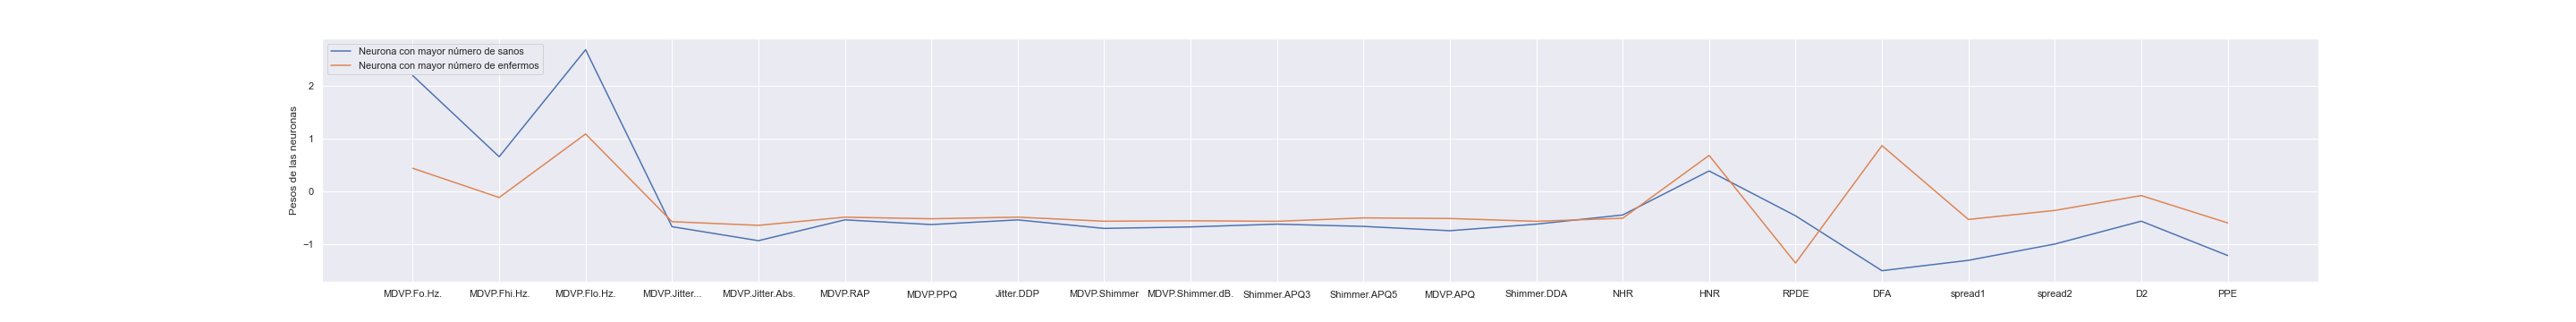 Neurona con mayor número de sanos
Neurona con mayor número de enfermos
Pesos de las neuronas
2
1
0
−1
MDVP.Fo.Hz. MDVP.Fhi.Hz. MDVP.Flo.Hz. MDVP.Jitter... MDVP.Jitter.Abs. MDVP.RAP MDVP.PPQ Jitter.DDP MDVP.Shimmer MDVP.Shimmer.dB. Shimmer.APQ3 Shimmer.APQ5 MDVP.APQ Shimmer.DDA NHR HNR RPDE DFA spread1 spread2 D2 PPE